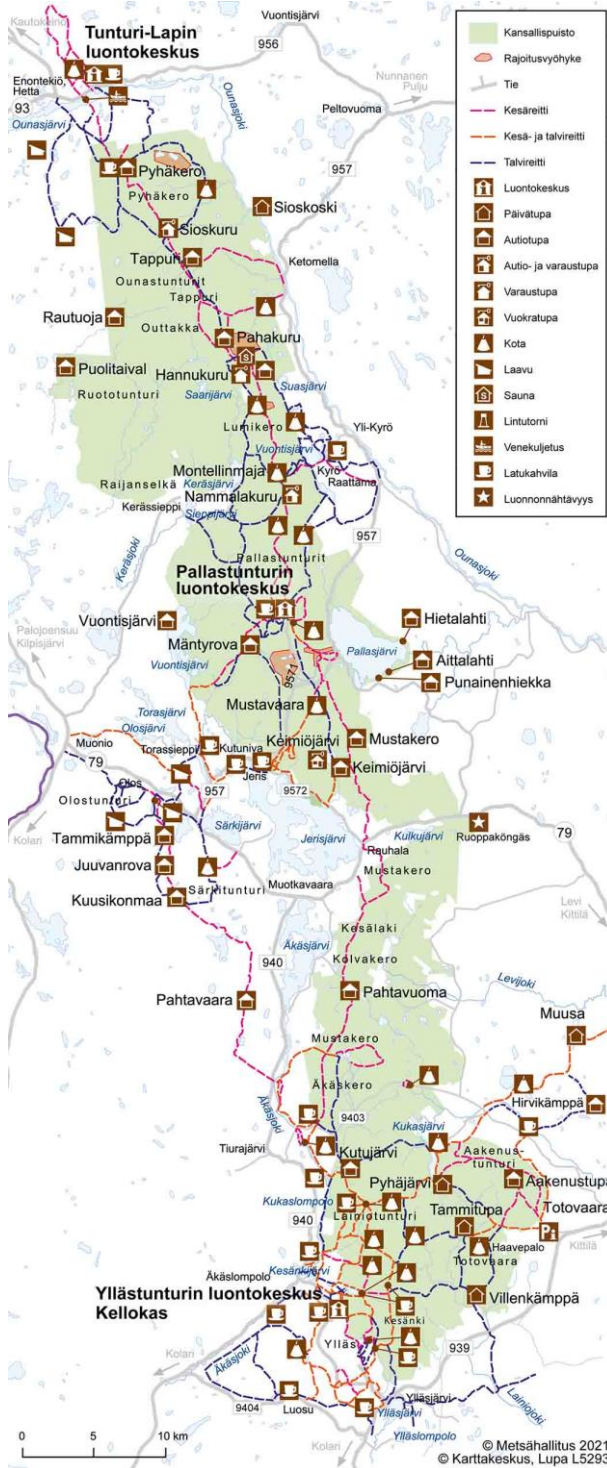 Kautokeino
Tunturi-Lapin
luontokeskus
Vuontisjärvi
956
Nunnanen
Pulju
Enontekiö,
Hetta
93
Ounasjoki
Peltovuoma
Ounasjärvi
957
Pyhäkero
Pyhäkero
Sioskoski
Sioskuru
Tappuri
Ketomella
Ounastunturit
Tappuri
Rautuoja
Outtakka
Pahakuru
Puolitaival
Hannukuru
Ruototunturi
Saarijärvi
Suasjärvi
Lumikero
Yli-Kyrö
Vuontisjärvi
Montellinmaja
Kyrö
Raijanselkä
Keräsjärvi
Raattama
Nammalakuru
Kerässieppi
Sieppijärvi
957
Keräsjoki
Pallastunturit
Ounasjoki
Pallastunturin
luontokeskus
Palojoensuu
Kilpisjärvi
Vuontisjärvi
Hietalahti
Mäntyrova
Pallasjärvi
Aittalahti
Vuontisjärvi
9571
Punainenhiekka
Torasjärvi
Mustavaara
Olosjärvi
Muonio
Torassieppi
Kutuniva
Keimiöjärvi
Mustakero
79
Jeris
Keimiöjärvi
Olos
957
9572
Olostunturi
Särkijärvi
Jerisjärvi
Kulkujärvi
Ruoppaköngäs
79
Kolari
Tammikämppä
Rauhala
Juuvanrova
Mustakero
Särkitunturi
Muotkavaara
Kuusikonmaa
Levi
Kittilä
Kesälaki
940
Äkäsjärvi
Kolvakero
Levijoki
Pahtavaara
Pahtavuoma
Muusa
Mustakero
Äkäskero
Äkäsjoki
9403
Hirvikämppä
Kukasjärvi
Tiurajärvi
Kutujärvi
Aakenus-
tunturi
Pyhäjärvi
Aakenustupa
Kukaslompolo
Lainiotunturi
Tammitupa
Totovaara
940
Haavepalo
Kittilä
Kesänkijärvi
Totovaara
Äkäslompolo
Yllästunturin luontokeskus
Kellokas
Villenkämppä
Kesänki
Ylläs
939
Kolari
Äkäsjoki
Ylläsjärvi
Lainiojoki
9404
Luosu
Ylläsjärvi
Ylläslompolo
Kolari
0 5 10 km
Kansallispuisto
Rajoitusvyöhyke
Tie
Kesäreitti
Kesä- ja talvireitti
Talvireitti
Luontokeskus
Päivätupa
Autiotupa
Autio- ja varaustupa
Varaustupa
Vuokratupa
Kota
Laavu
Sauna
Lintutorni
Venekuljetus
Latukahvila
Luonnonnähtävyys
© Metsähallitus 2021
© Karttakeskus, Lupa L5293